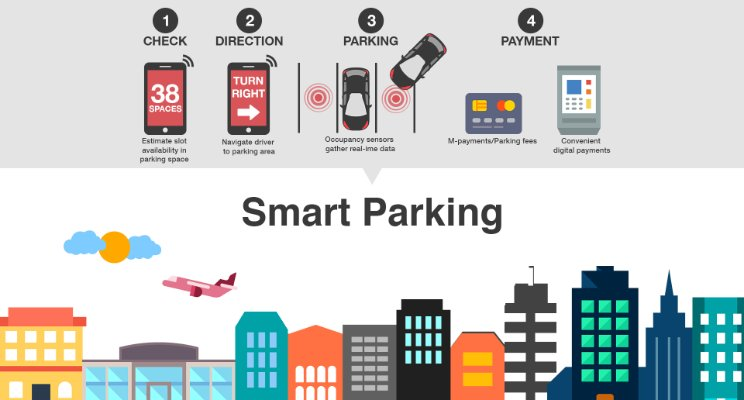 1
2
3
4
CHECK
DIRECTION
PARKING
PAYMENT
38
SPACES
TURN
RIGHT
Estimate slot
availability in
parking space
Navigate driver
to parking area
Occupancy sensors
gather real-ime data
M-payments/Parking fees
Convenient
digital payments
Smart Parking